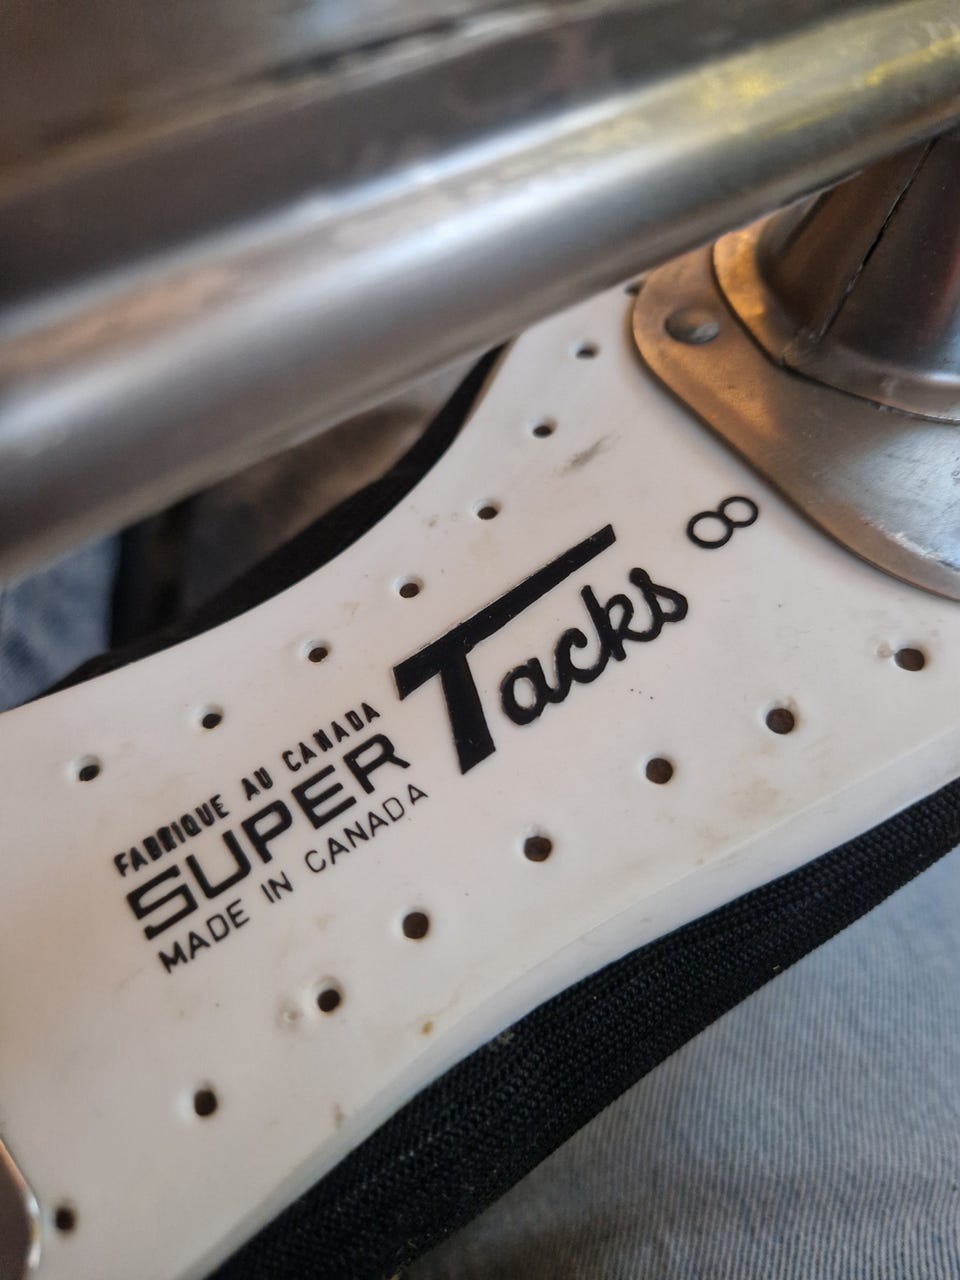 FABRIQUE AU CANADA
SUPER Tacks 8
MADE IN CANADA